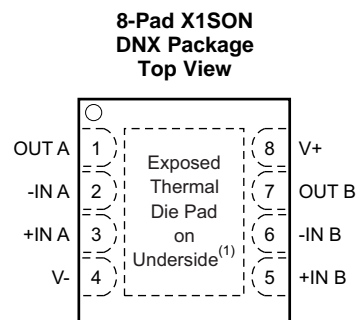 8-Pad X1SON
DNX Package
Top View
OUT A 1 8 V+
-IN A 2 7 OUT B
+IN A 3 6 -IN B
V- 4 5 +IN B
Exposed
Thermal
Die Pad
on
Underside(1)